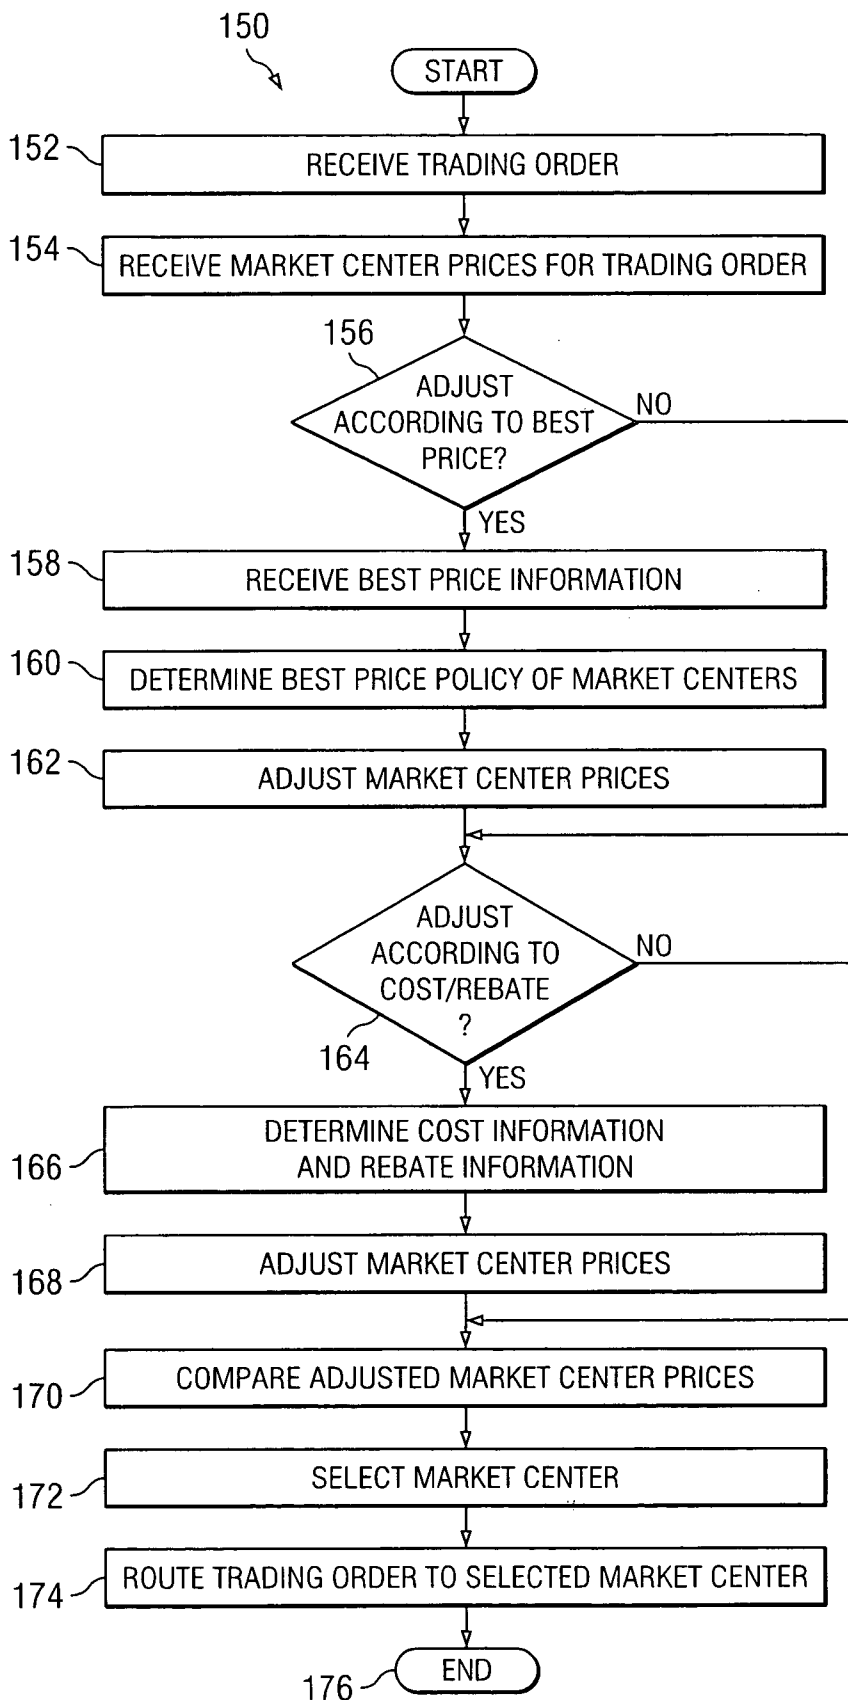 150
START
152
RECEIVE TRADING ORDER
154
RECEIVE MARKET CENTER PRICES FOR TRADING ORDER
156
ADJUST
ACCORDING TO BEST
PRICE?
NO
YES
158
RECEIVE BEST PRICE INFORMATION
160
DETERMINE BEST PRICE POLICY OF MARKET CENTERS
162
ADJUST MARKET CENTER PRICES
ADJUST
ACCORDING TO
COST/REBATE
?
NO
164
YES
DETERMINE COST INFORMATION
AND REBATE INFORMATION
166
ADJUST MARKET CENTER PRICES
168
COMPARE ADJUSTED MARKET CENTER PRICES
170
SELECT MARKET CENTER
172
ROUTE TRADING ORDER TO SELECTED MARKET CENTER
174
END
176